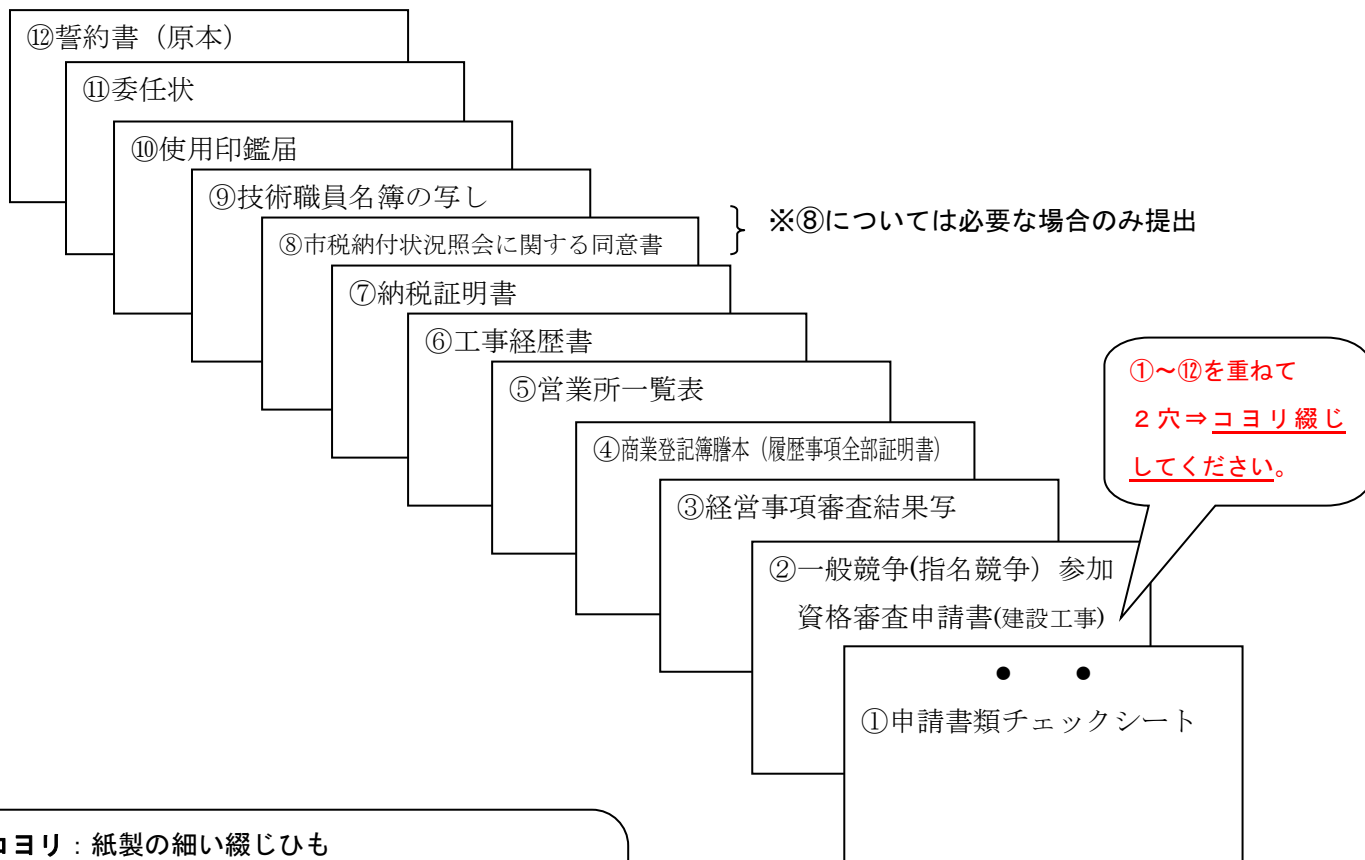 ⑫誓約書（原本）
⑪委任状
⑩使用印鑑届
⑨技術職員名簿の写し
⑧市税納付状況照会に関する同意書
※⑧については必要な場合のみ提出
⑦納税証明書
⑥工事経歴書
⑤営業所一覧表
④商業登記簿謄本（履歴事項全部証明書）
③経営事項審査結果写
②一般競争(指名競争）参加
資格審査申請書(建設工事)
①申請書類チェックシート
①～⑫を重ねて
２穴⇒コヨリ綴じ
してください。
コヨリ：紙製の細い綴じひも